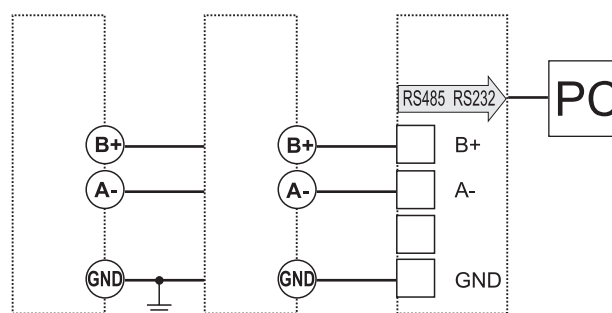 RS485 RS232
PC
B+ B+ B+
A- A- A-
GND GND GND